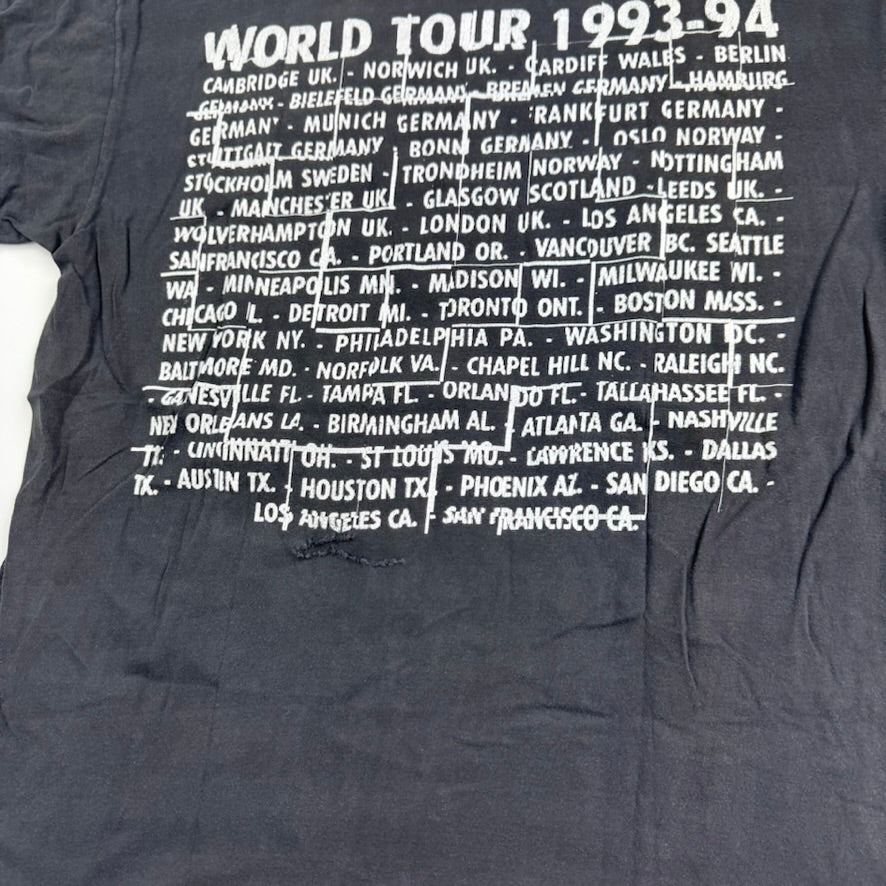 WORLD TOUR 1993-94
CAMBRIDGE UK. - NORWICH UK. - CARDIFF WALES - BERLIN
GERMANY - BIELEFELD GERMANY - BREMEN GERMANY - HAMBURG
GERMANY - MUNICH GERMANY - FRANKFURT GERMANY -
STUTTGART GERMANY - BONN GERMANY - OSLO NORWAY -
STOCKHOLM SWEDEN - TRONDHEIM NORWAY - NOTTINGHAM
UK. - MANCHESTER UK. - GLASGOW SCOTLAND - LEEDS UK. -
WOLVERHAMPTON UK. - LONDON UK. - LOS ANGELES CA. -
SANFRANCISCO CA. - PORTLAND OR. - VANCOUVER BC. SEATTLE
WA - MINNEAPOLIS MN. - MADISON WI. - MILWAUKEE WI. -
CHICAGO IL. - DETROIT MI. - TORONTO ONT. - BOSTON MASS. -
NEW YORK NY. - PHILADELPHIA PA. - WASHINGTON DC. -
BALTIMORE MD. - NORFOLK VA. - CHAPEL HILL NC. - RALEIGH NC.
- GAINESVILLE FL - TAMPA FL. - ORLANDO FL. - TALLAHASSEE FL. -
NEW ORLEANS LA. - BIRMINGHAM AL. - ATLANTA GA. - NASHVILLE
TN. - CINCINNATI OH. - ST LOUIS MO. - LAWRENCE KS. - DALLAS
TX. - AUSTIN TX. - HOUSTON TX. - PHOENIX AZ. - SAN DIEGO CA. -
LOS ANGELES CA. - SAN FRANCISCO CA.